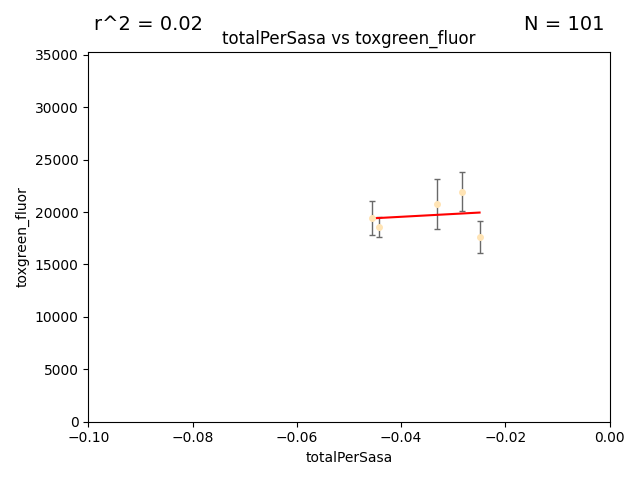 r^2 = 0.02
N = 101
totalPerSasa vs toxgreen_fluor
toxgreen_fluor
35000
30000
25000
20000
15000
10000
5000
0
−0.10
−0.08
−0.06
−0.04
−0.02
0.00
totalPerSasa